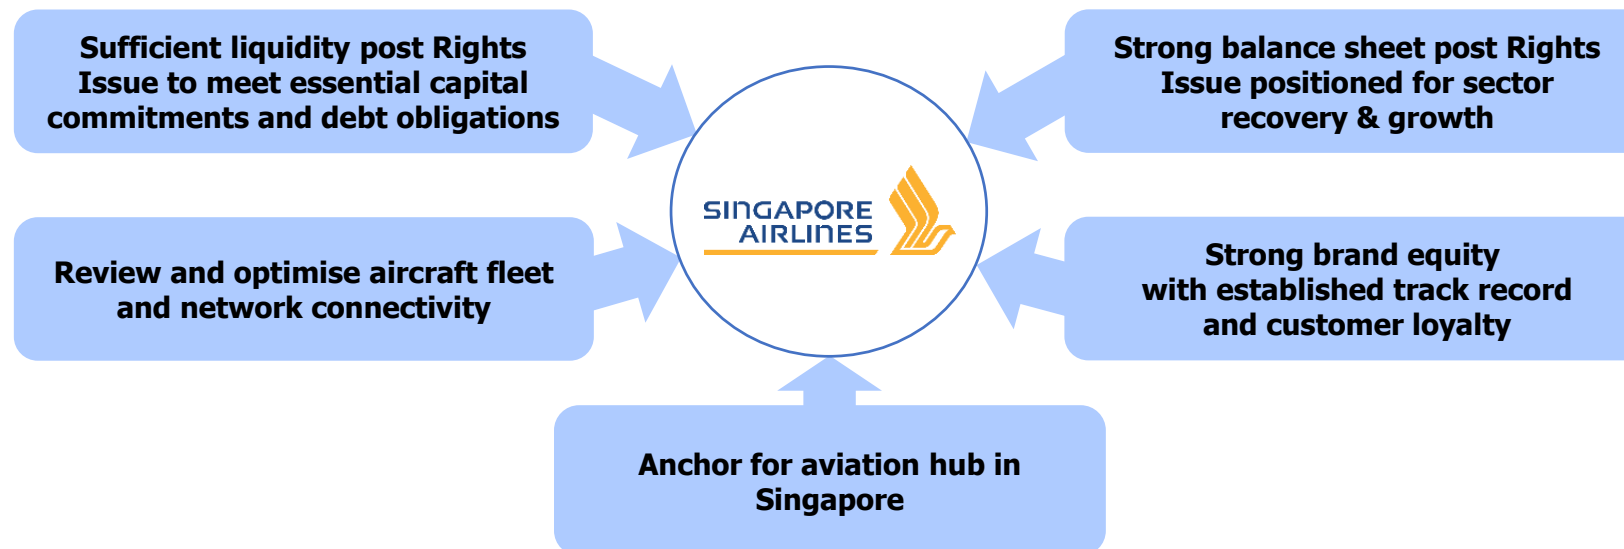 Sufficient liquidity post Rights
Issue to meet essential capital
commitments and debt obligations
Strong balance sheet post Rights
Issue positioned for sector
recovery & growth
SINGAPORE
AIRLINES
Review and optimise aircraft fleet
and network connectivity
Strong brand equity
with established track record
and customer loyalty
Anchor for aviation hub in
Singapore